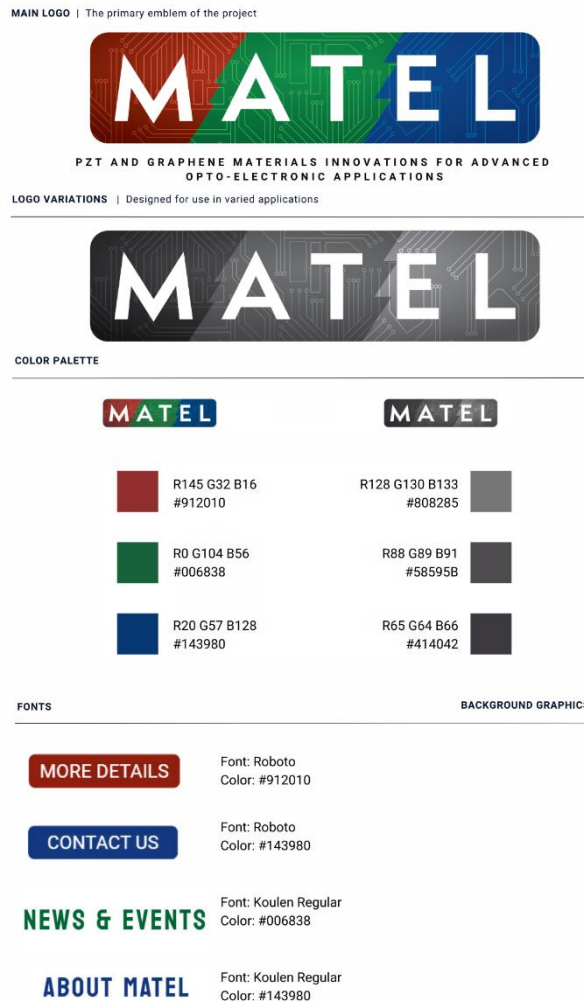 MAIN LOGO | The primary emblem of the project
MATEL
PZT AND GRAPHENE MATERIALS INNOVATIONS FOR ADVANCED
OPTO-ELECTRONIC APPLICATIONS
LOGO VARIATIONS | Designed for use in varied applications
MATEL
COLOR PALETTE
MATEL
MATEL
R145 G32 B16
#912010
R128 G130 B133
#808285
R0 G104 B56
#006838
R88 G89 B91
#58595B
R20 G57 B128
#143980
R65 G64 B66
#414042
FONTS
BACKGROUND GRAPHICS
MORE DETAILS
Font: Roboto
Color: #912010
CONTACT US
Font: Roboto
Color: #143980
NEWS & EVENTS
Font: Koulen Regular
Color: #006838
ABOUT MATEL
Font: Koulen Regular
Color: #143980